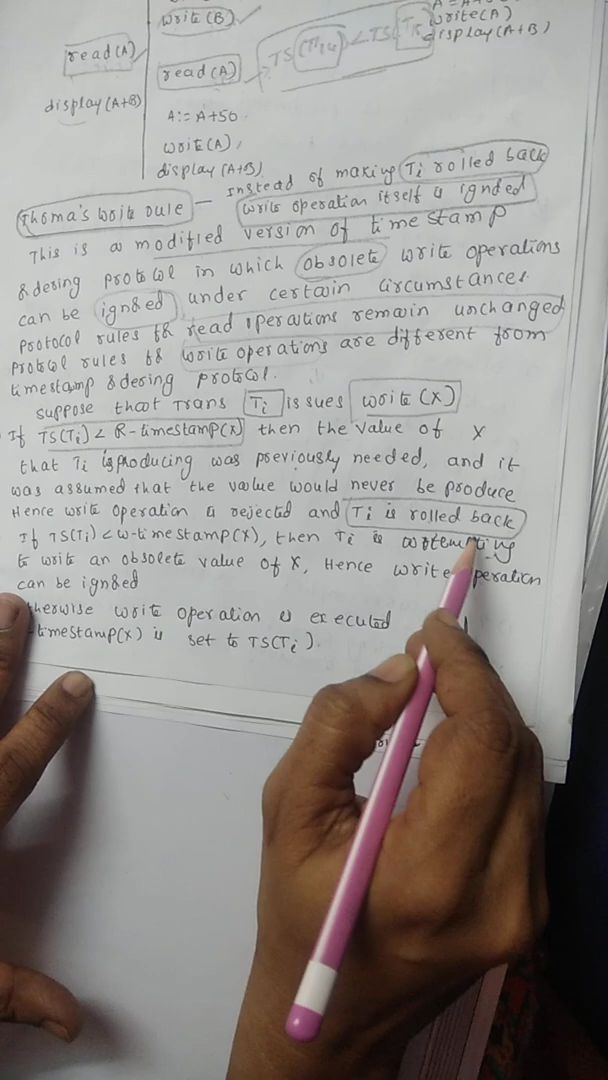 write(B)
write(A)
display(A+B)
read(A)
read(A)
display(A+B)
A:= A+50
write(A),
display(A+B)
Thoma's write rule - Instead of making Ti rolled back
write operation itself is ignored
This is a modified version of time stamp
ordering protocol in which obsolete write operations
can be ignored under certain circumstances.
Protocol rules for read operations remain unchanged
protocol rules for write operations are different from
timestamp ordering protocol.
suppose that Trans Ti issues write(X)
If TS(Ti) < R-timestamp(X) then the value of X
that Ti is producing was previously needed, and it
was assumed that the value would never be produce
Hence write operation is rejected and Ti is rolled back
If TS(Ti) < W-timestamp(X), then Ti is attempting
to write an obsolete value of X, Hence write operation
can be ignored
therwise write operation is executed
-timestamp(X) is set to TS(Ti).